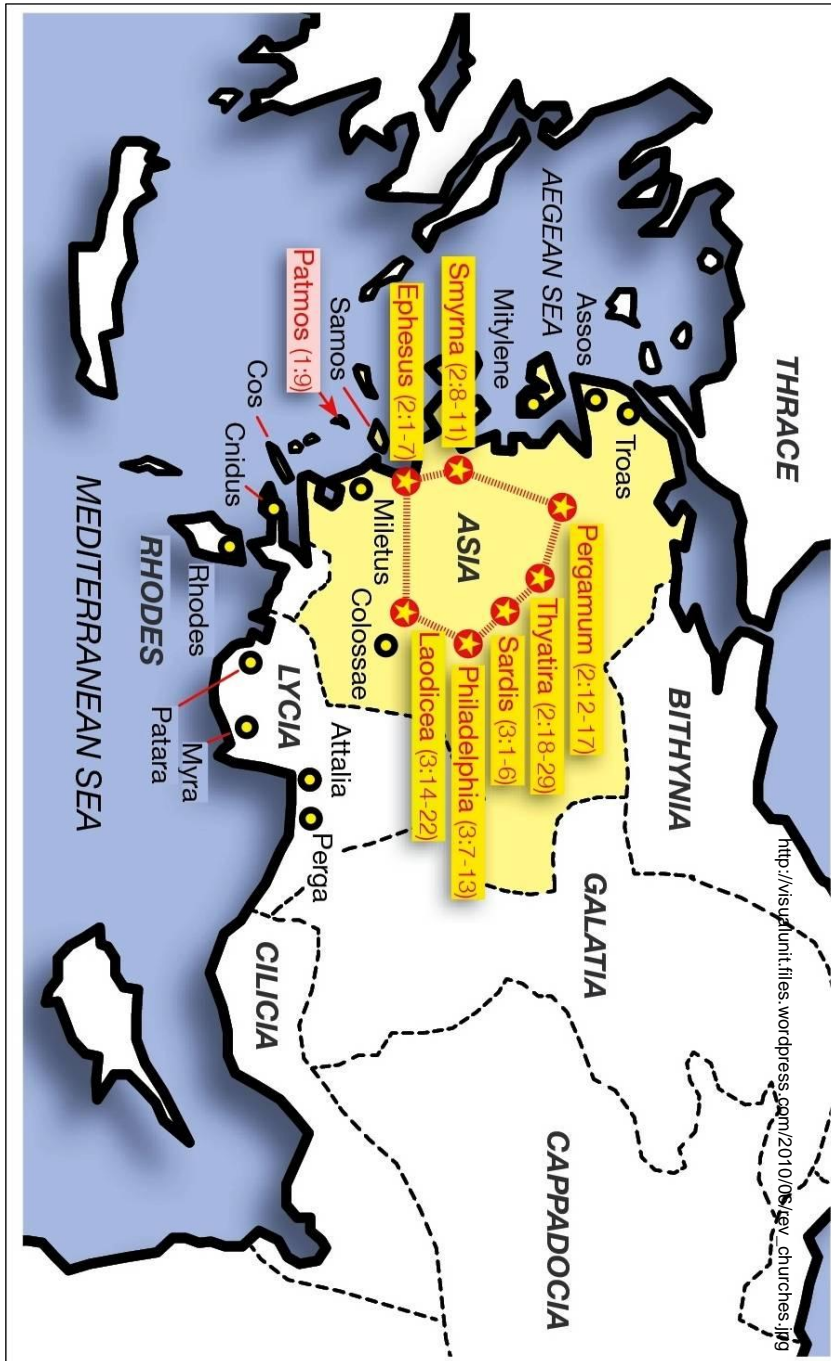 THRACE
AEGEAN SEA
Assos
Troas
Mitylene
Smyrna (2:8-11)
Ephesus (2:1-7)
Samos
Patmos (1:9)
Cos
Cnidus
Pergamum (2:12-17)
Thyatira (2:18-29)
Sardis (3:1-6)
Philadelphia (3:7-13)
Laodicea (3:14-22)
ASIA
Miletus
Colossae
BITHYNIA
GALATIA
CAPPADOCIA
CILICIA
LYCIA
Attalia
Perga
Myra
Patara
Rhodes
RHODES
MEDITERRANEAN SEA
http://visualunit.files.wordpress.com/2010/06/rev_churches.jpg